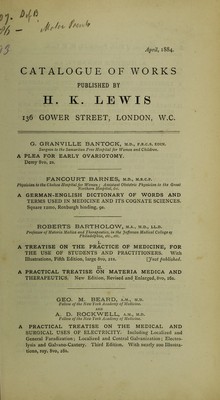 April, 1884.
CATALOGUE OF WORKS
PUBLISHED BY
H. K. LEWIS
136 GOWER STREET, LONDON, W.C.
G. GRANVILLE BANTOCK, M.D., F.R.C.S. EDIN.
Surgeon to the Samaritan Free Hospital for Women and Children.
A PLEA FOR EARLY OVARIOTOMY.
Demy 8vo, 2s.
FANCOURT BARNES, M.D., M.R.C.P.
Physician to the Chelsea Hospital for Women; Assistant Obstetric Physician to the Great
Northern Hospital, &c.
A GERMAN-ENGLISH DICTIONARY OF WORDS AND
TERMS USED IN MEDICINE AND ITS COGNATE SCIENCES.
Square 12mo, Roxburgh binding, 9s.
ROBERTS BARTHOLOW, M.A., M.D., LL.D.
Professor of Materia Medica and Therapeutics, in the Jefferson Medical College of
Philadelphia, etc., etc.
A TREATISE ON THE PRACTICE OF MEDICINE, FOR
THE USE OF STUDENTS AND PRACTITIONERS. With
Illustrations, Fifth Edition, large 8vo, 21s. [Just published.
A PRACTICAL TREATISE ON MATERIA MEDICA AND
THERAPEUTICS. New Edition, Revised and Enlarged, 8vo, 18s.
GEO. M. BEARD, A.M., M.D.
Fellow of the New York Academy of Medicine.
AND
A. D. ROCKWELL, A.M., M.D.
Fellow of the New York Academy of Medicine.
A PRACTICAL TREATISE ON THE MEDICAL AND
SURGICAL USES OF ELECTRICITY. Including Localized and
General Faradization; Localized and Central Galvanization; Electro-
lysis and Galvano-Cautery. Third Edition. With nearly 200 Illustra-
tions, roy. 8vo, 28s.